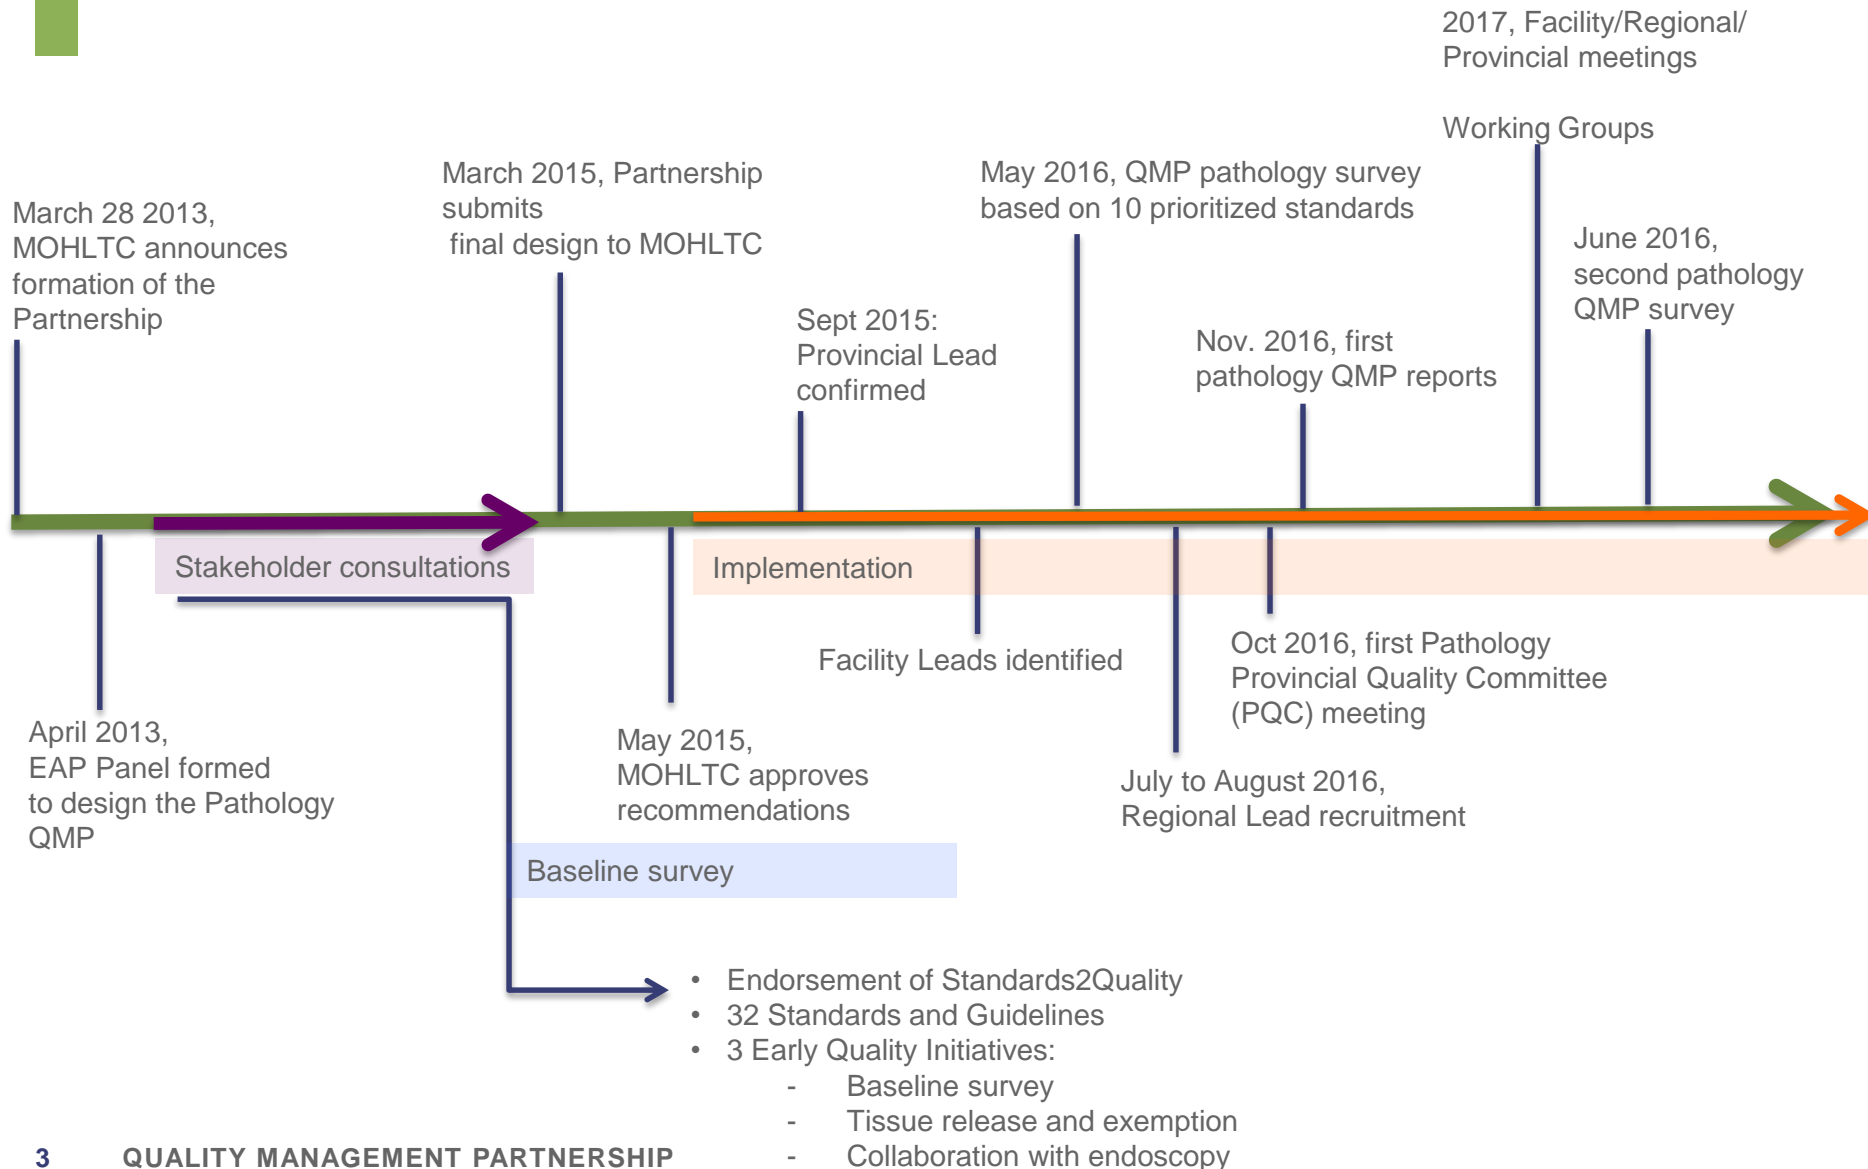 2017, Facility/Regional/
Provincial meetings
Working Groups
March 2015, Partnership
submits
final design to MOHLTC
May 2016, QMP pathology survey
based on 10 prioritized standards
March 28 2013,
MOHLTC announces
formation of the
Partnership
June 2016,
second pathology
QMP survey
Sept 2015:
Provincial Lead
confirmed
Nov. 2016, first
pathology QMP reports
Stakeholder consultations
Implementation
Facility Leads identified
Oct 2016, first Pathology
Provincial Quality Committee
(PQC) meeting
April 2013,
EAP Panel formed
to design the Pathology
QMP
May 2015,
MOHLTC approves
recommendations
July to August 2016,
Regional Lead recruitment
Baseline survey
• Endorsement of Standards2Quality
• 32 Standards and Guidelines
• 3 Early Quality Initiatives:
- Baseline survey
- Tissue release and exemption
- Collaboration with endoscopy
3 QUALITY MANAGEMENT PARTNERSHIP